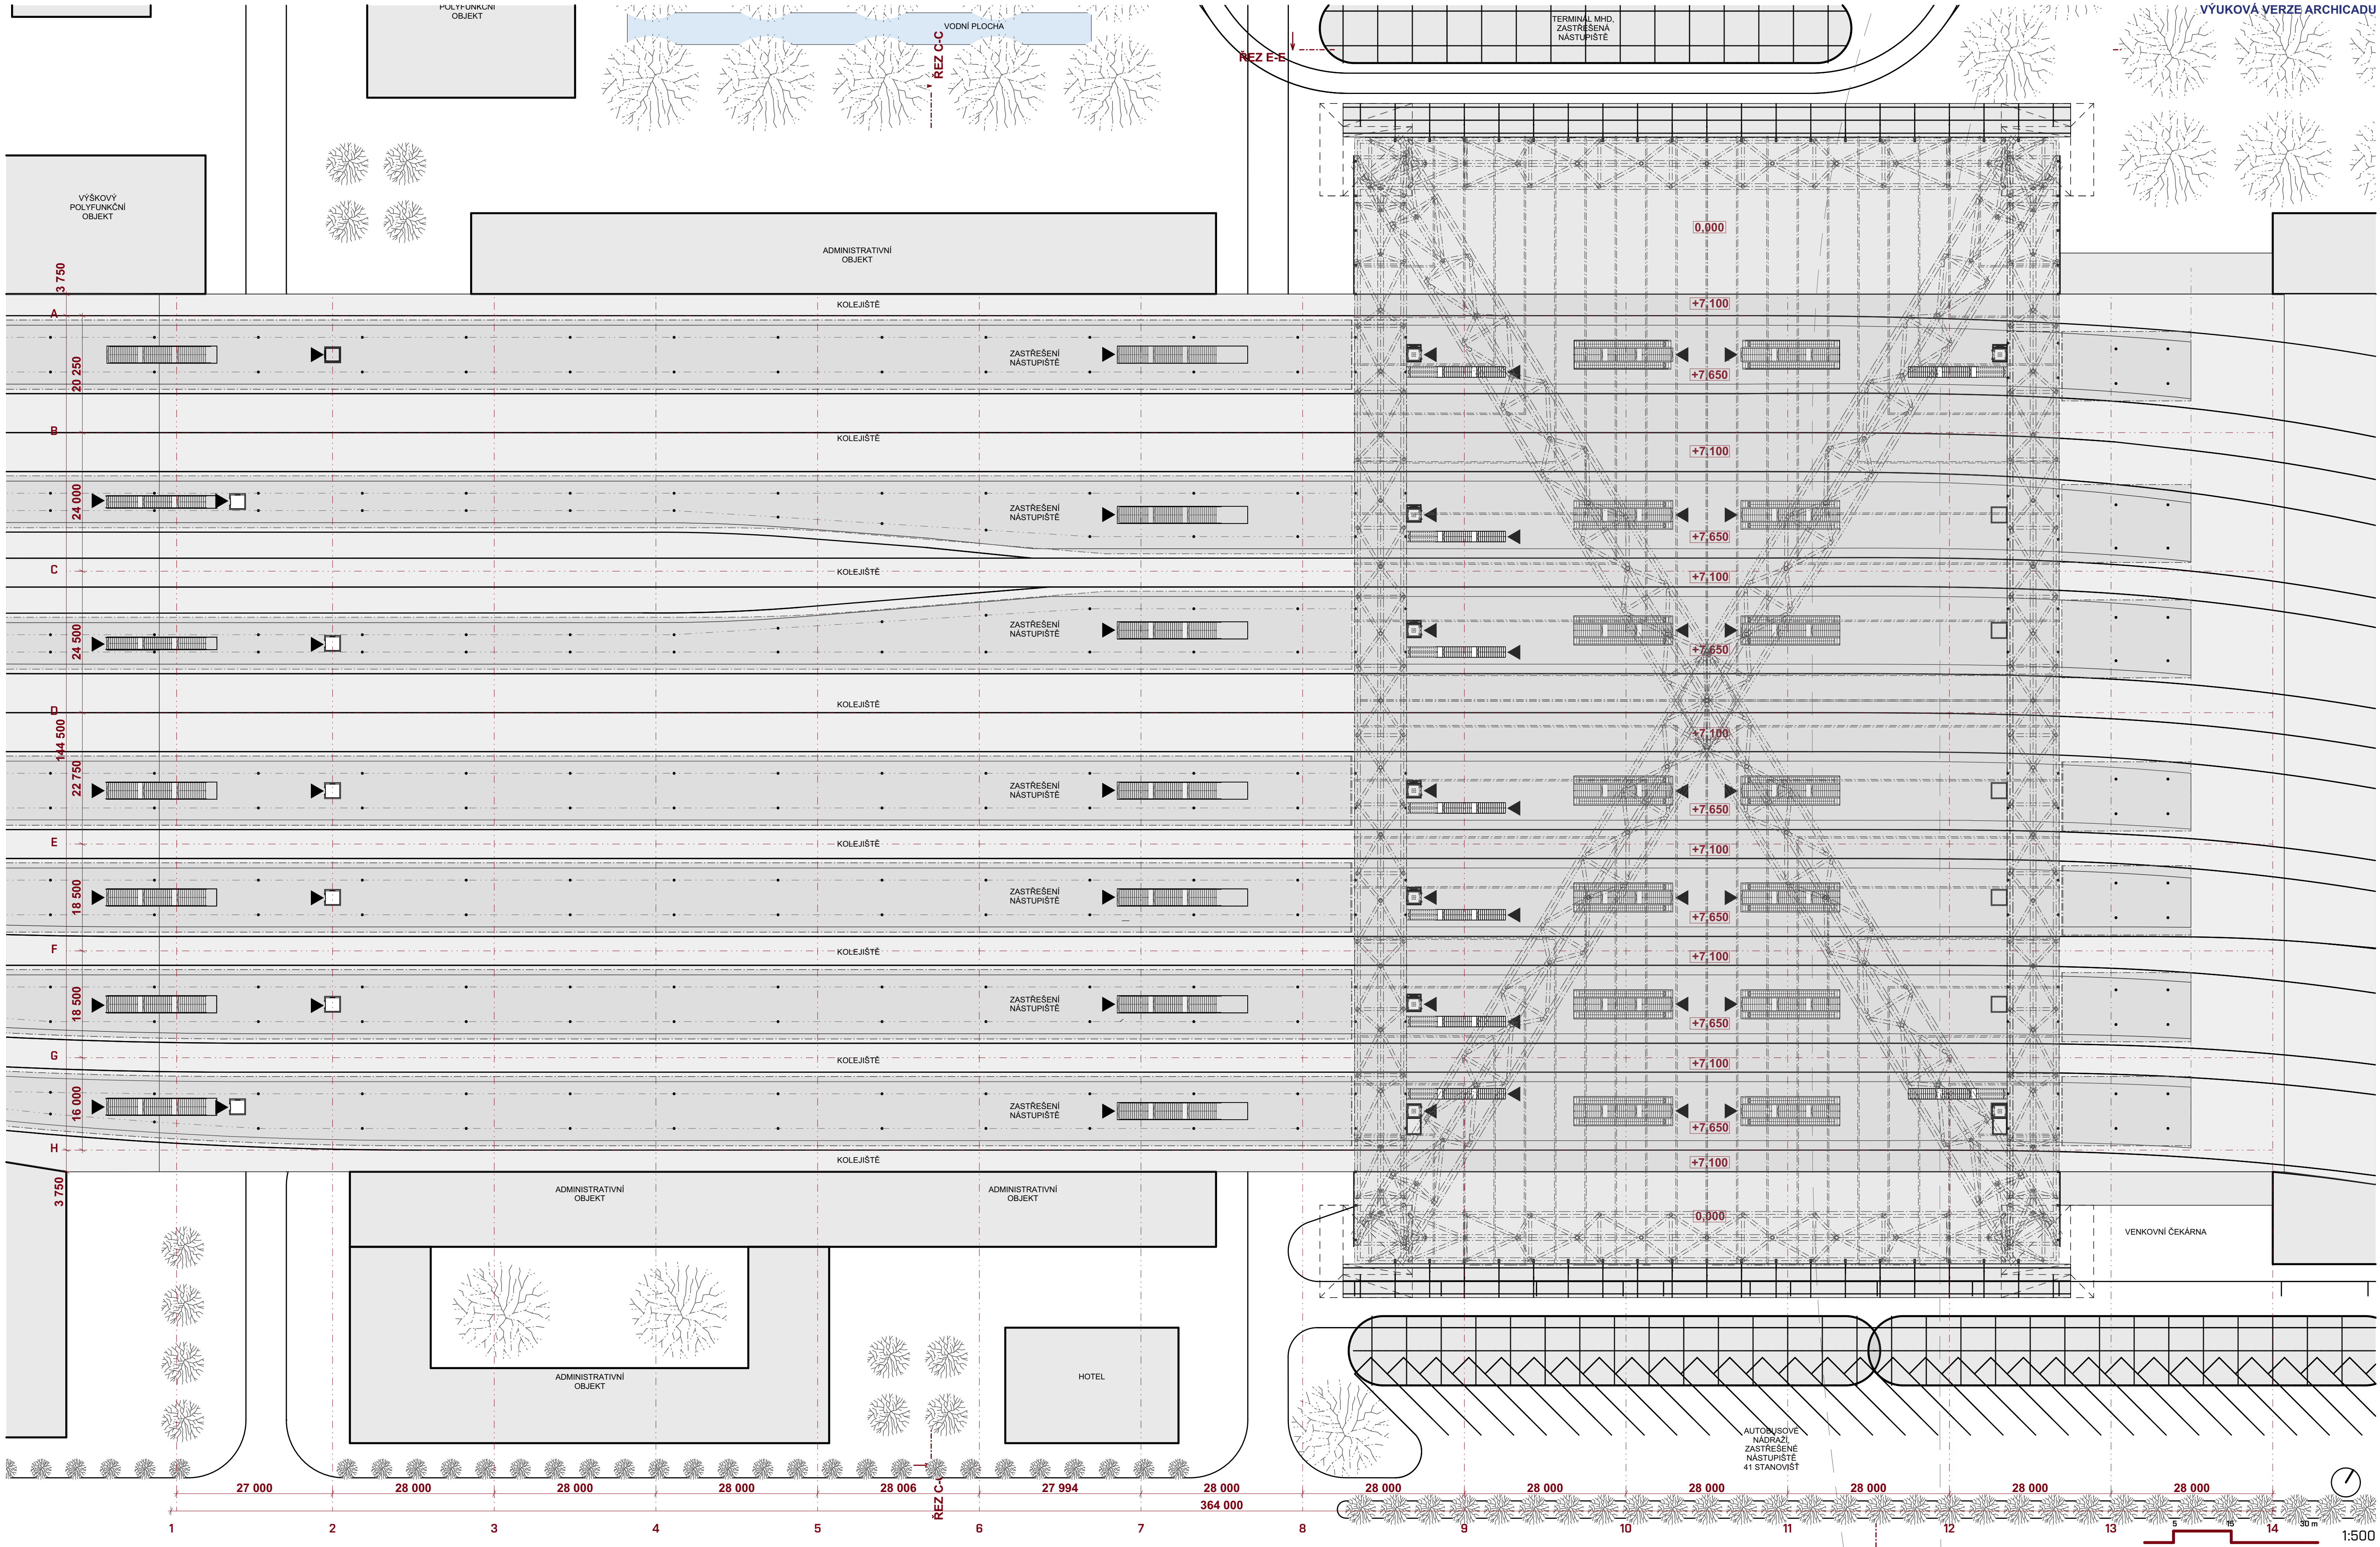 POLYFUNKČNÍ
OBJEKT
VODNÍ PLOCHA
ŘEZ C-C
ŘEZ E-E
TERMINÁL MHD,
ZASTŘEŠENÁ
NÁSTUPIŠTĚ
VÝUKOVÁ VERZE ARCHICADU
VÝŠKOVÝ
POLYFUNKČNÍ
OBJEKT
ADMINISTRATIVNÍ
OBJEKT
0,000
3 750
KOLEJIŠTĚ
+7,100
A
20 250
ZASTŘEŠENÍ
NÁSTUPIŠTĚ
+7,650
B
KOLEJIŠTĚ
+7,100
24 000
ZASTŘEŠENÍ
NÁSTUPIŠTĚ
+7,650
C
KOLEJIŠTĚ
+7,100
24 500
ZASTŘEŠENÍ
NÁSTUPIŠTĚ
+7,650
D
KOLEJIŠTĚ
+7,100
144 500
22 750
ZASTŘEŠENÍ
NÁSTUPIŠTĚ
+7,650
E
KOLEJIŠTĚ
+7,100
18 500
ZASTŘEŠENÍ
NÁSTUPIŠTĚ
+7,650
F
KOLEJIŠTĚ
+7,100
18 500
ZASTŘEŠENÍ
NÁSTUPIŠTĚ
+7,650
G
KOLEJIŠTĚ
+7,100
16 000
ZASTŘEŠENÍ
NÁSTUPIŠTĚ
+7,650
H
KOLEJIŠTĚ
+7,100
3 750
ADMINISTRATIVNÍ
OBJEKT
ADMINISTRATIVNÍ
OBJEKT
0,000
VENKOVNÍ ČEKÁRNA
ADMINISTRATIVNÍ
OBJEKT
HOTEL
AUTOBUSOVÉ
NÁDRAŽÍ,
ZASTŘEŠENÉ
NÁSTUPIŠTĚ
41 STANOVIŠŤ
27 000
28 000
28 000
28 000
28 006
27 994
28 000
28 000
28 000
28 000
28 000
28 000
28 000
ŘEZ C-C
364 000
1
2
3
4
5
6
7
8
9
10
11
12
13
14
5
15
30 m
1:500